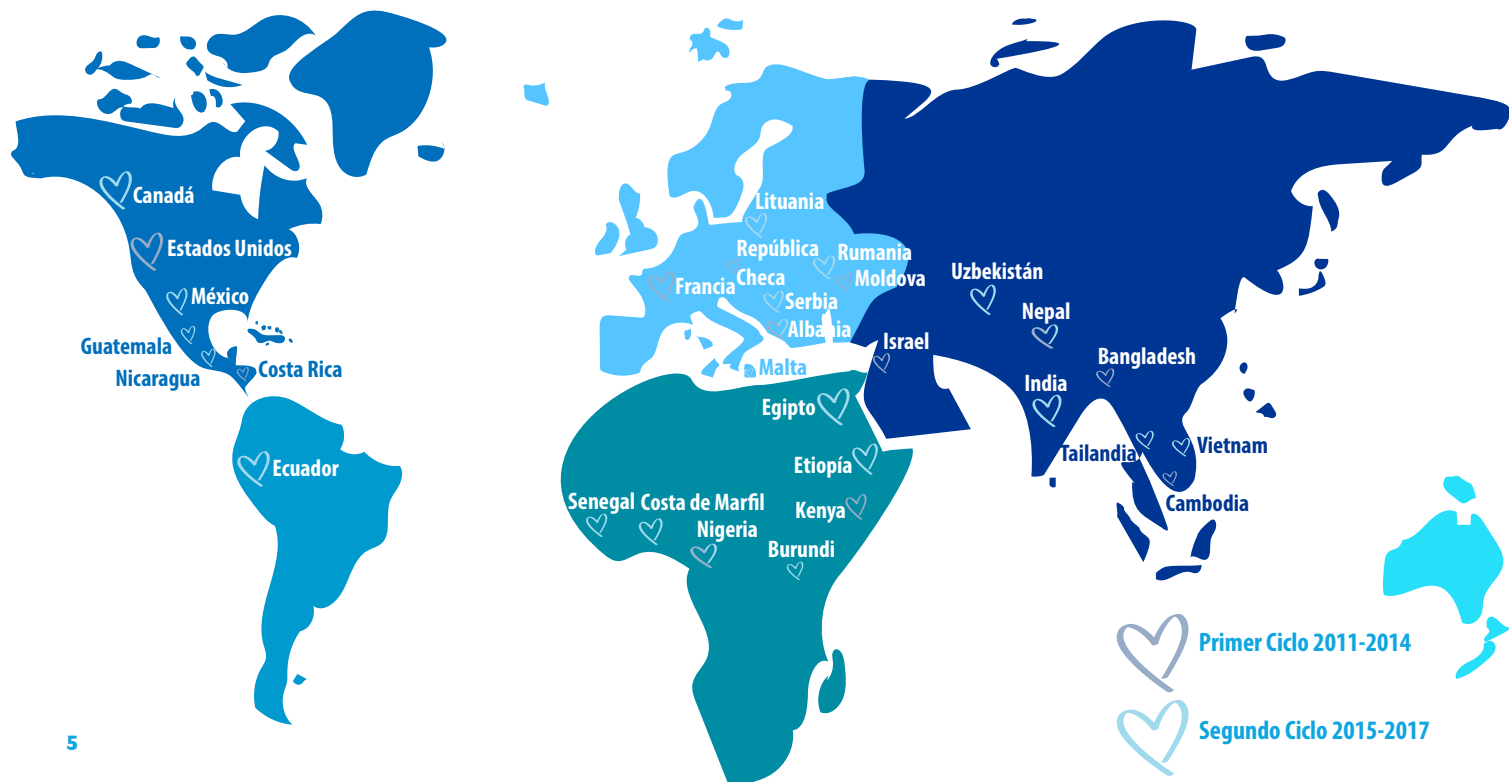 Canadá
Estados Unidos
México
Guatemala
Nicaragua
Costa Rica
Ecuador
Lituania
República
Checa
Rumania
Moldova
Francia
Serbia
Albania
Malta
Egipto
Etiopía
Kenya
Senegal
Costa de Marfil
Nigeria
Burundi
Uzbekistán
Nepal
Israel
Bangladesh
India
Tailandia
Vietnam
Cambodia
Primer Ciclo 2011-2014
Segundo Ciclo 2015-2017
5